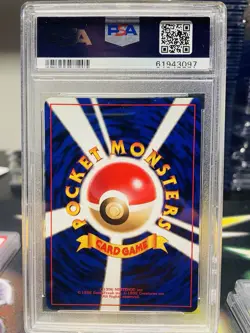 PSA
61943097
POCKET MONSTERS
CARD GAME